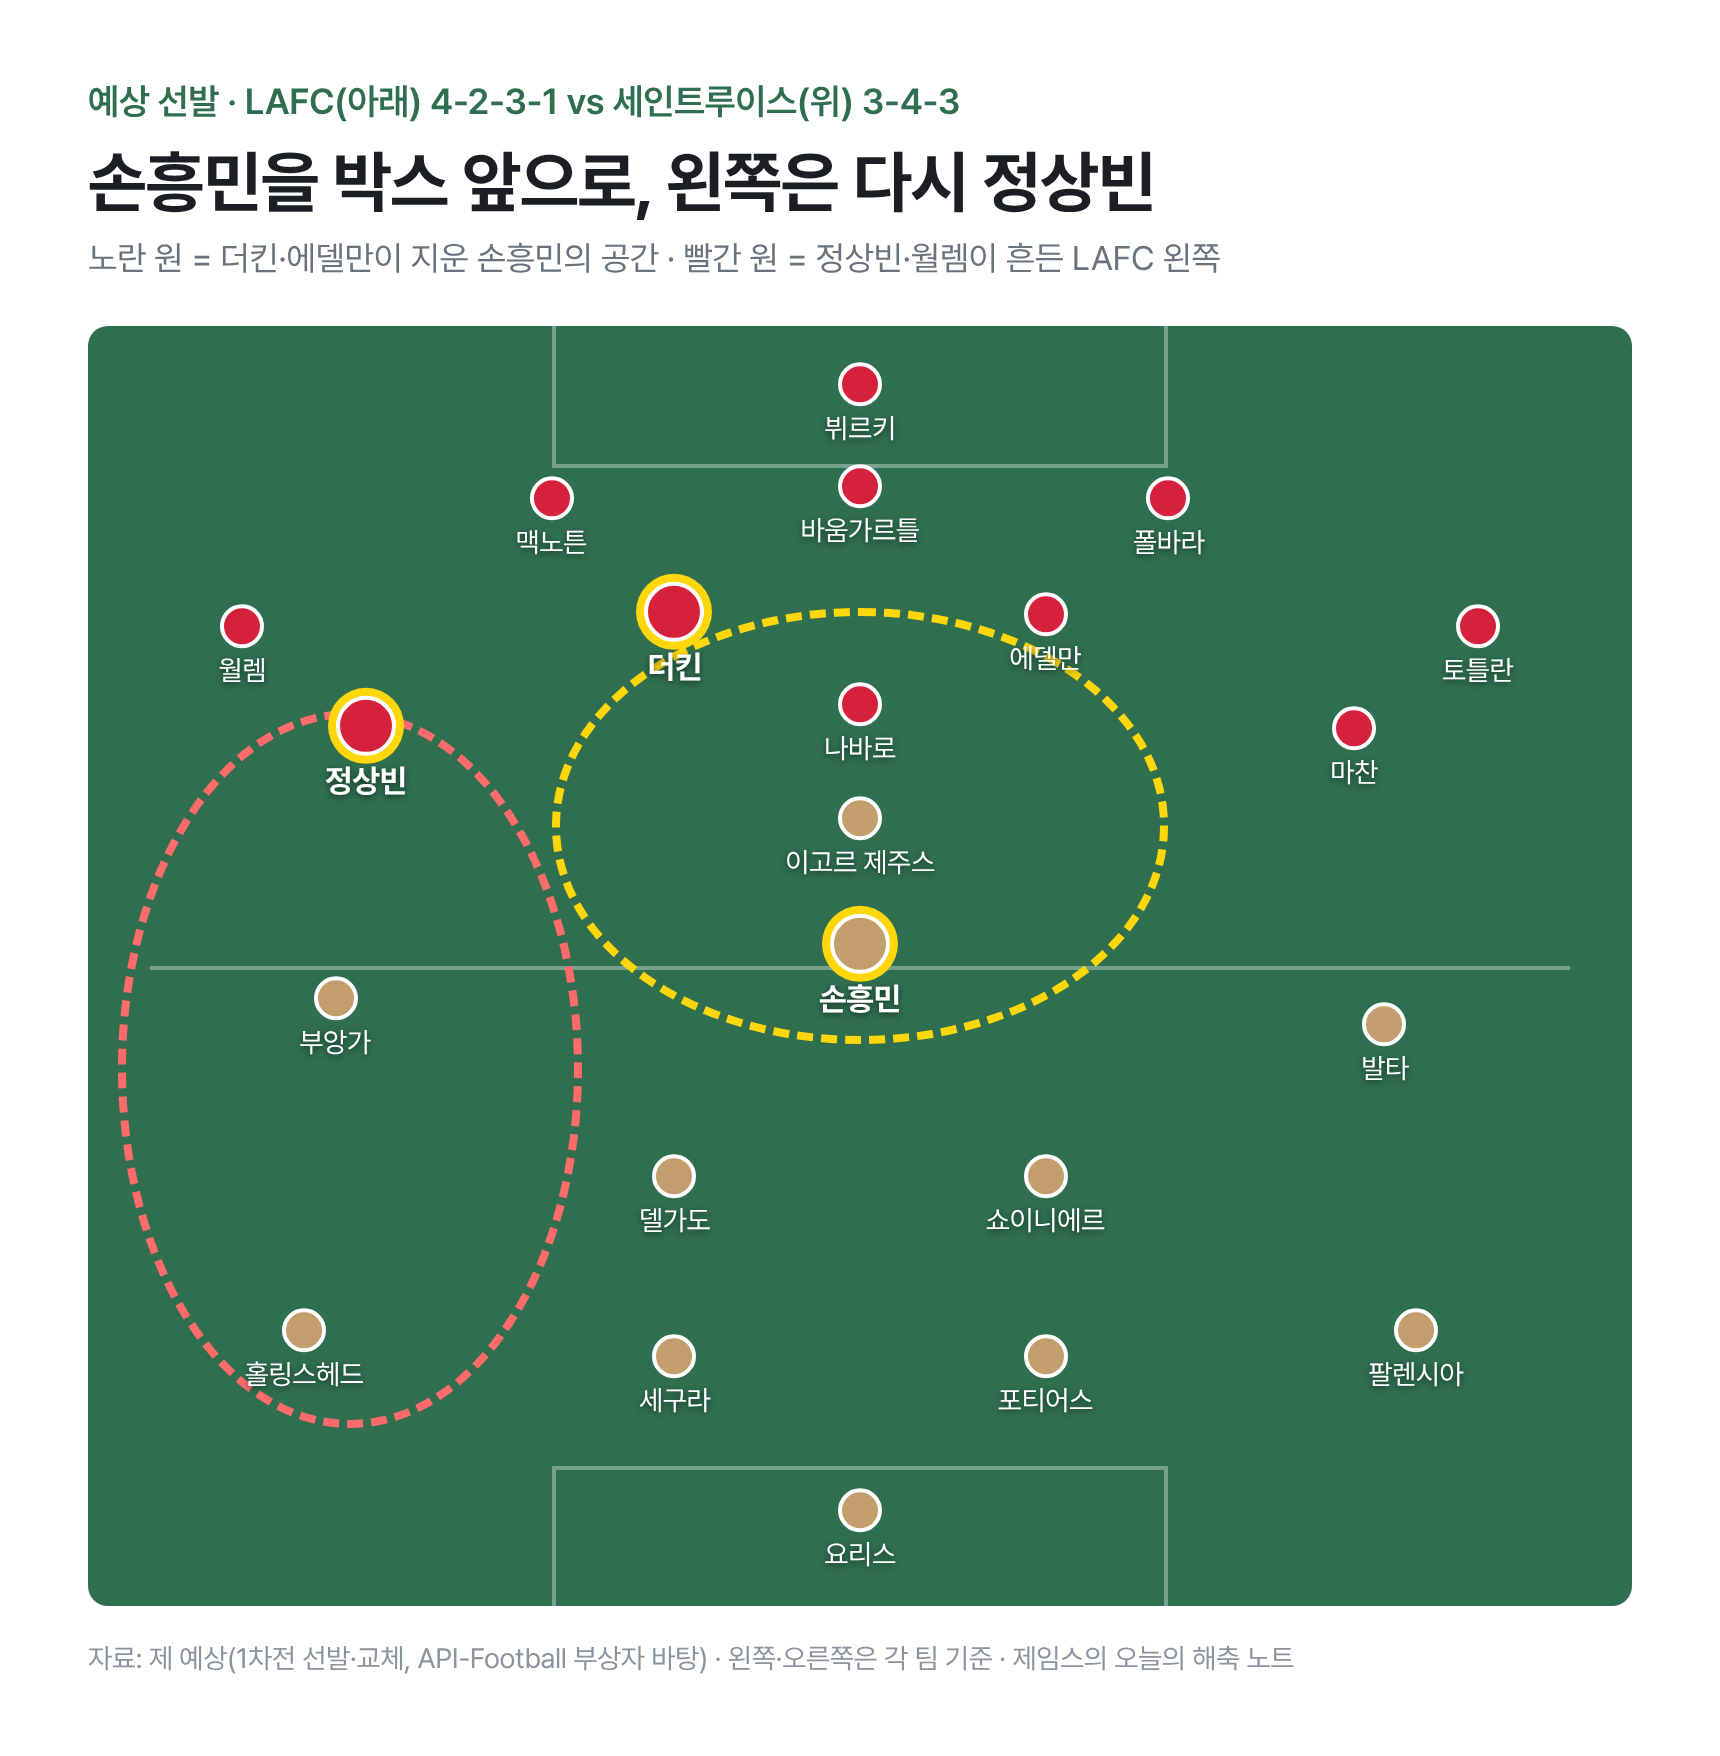 예상 선발 · LAFC(아래) 4-2-3-1 vs 세인트루이스(위) 3-4-3
손흥민을 박스 앞으로, 왼쪽은 다시 정상빈
노란 원 = 더킨·에델만이 지운 손흥민의 공간 · 빨간 원 = 정상빈·월렘이 흔든 LAFC 왼쪽
뷔르키
맥노튼
바움가르틀
폴바라
월렘
더킨
에델만
토틀란
정상빈
나바로
마찬
이고르 제주스
손흥민
부앙가
발타
델가도
쇼이니에르
홀링스헤드
세구라
포티어스
팔렌시아
요리스
자료: 제 예상(1차전 선발·교체, API-Football 부상자 바탕) · 왼쪽·오른쪽은 각 팀 기준 · 제임스의 오늘의 해축 노트